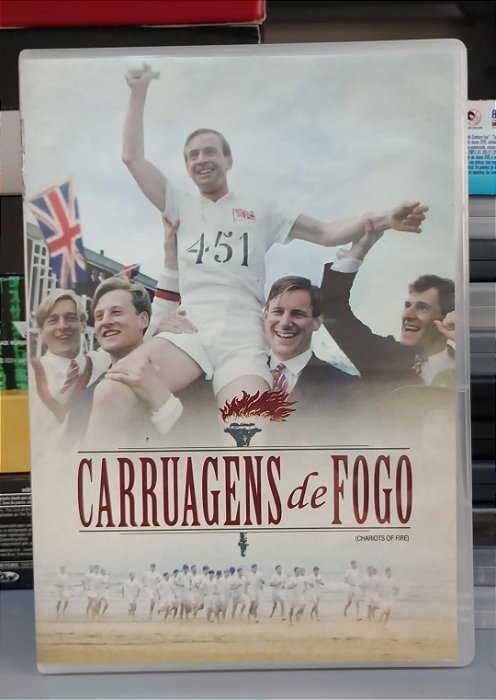 451
CARRUAGENS de FOGO
(CHARIOTS OF FIRE)